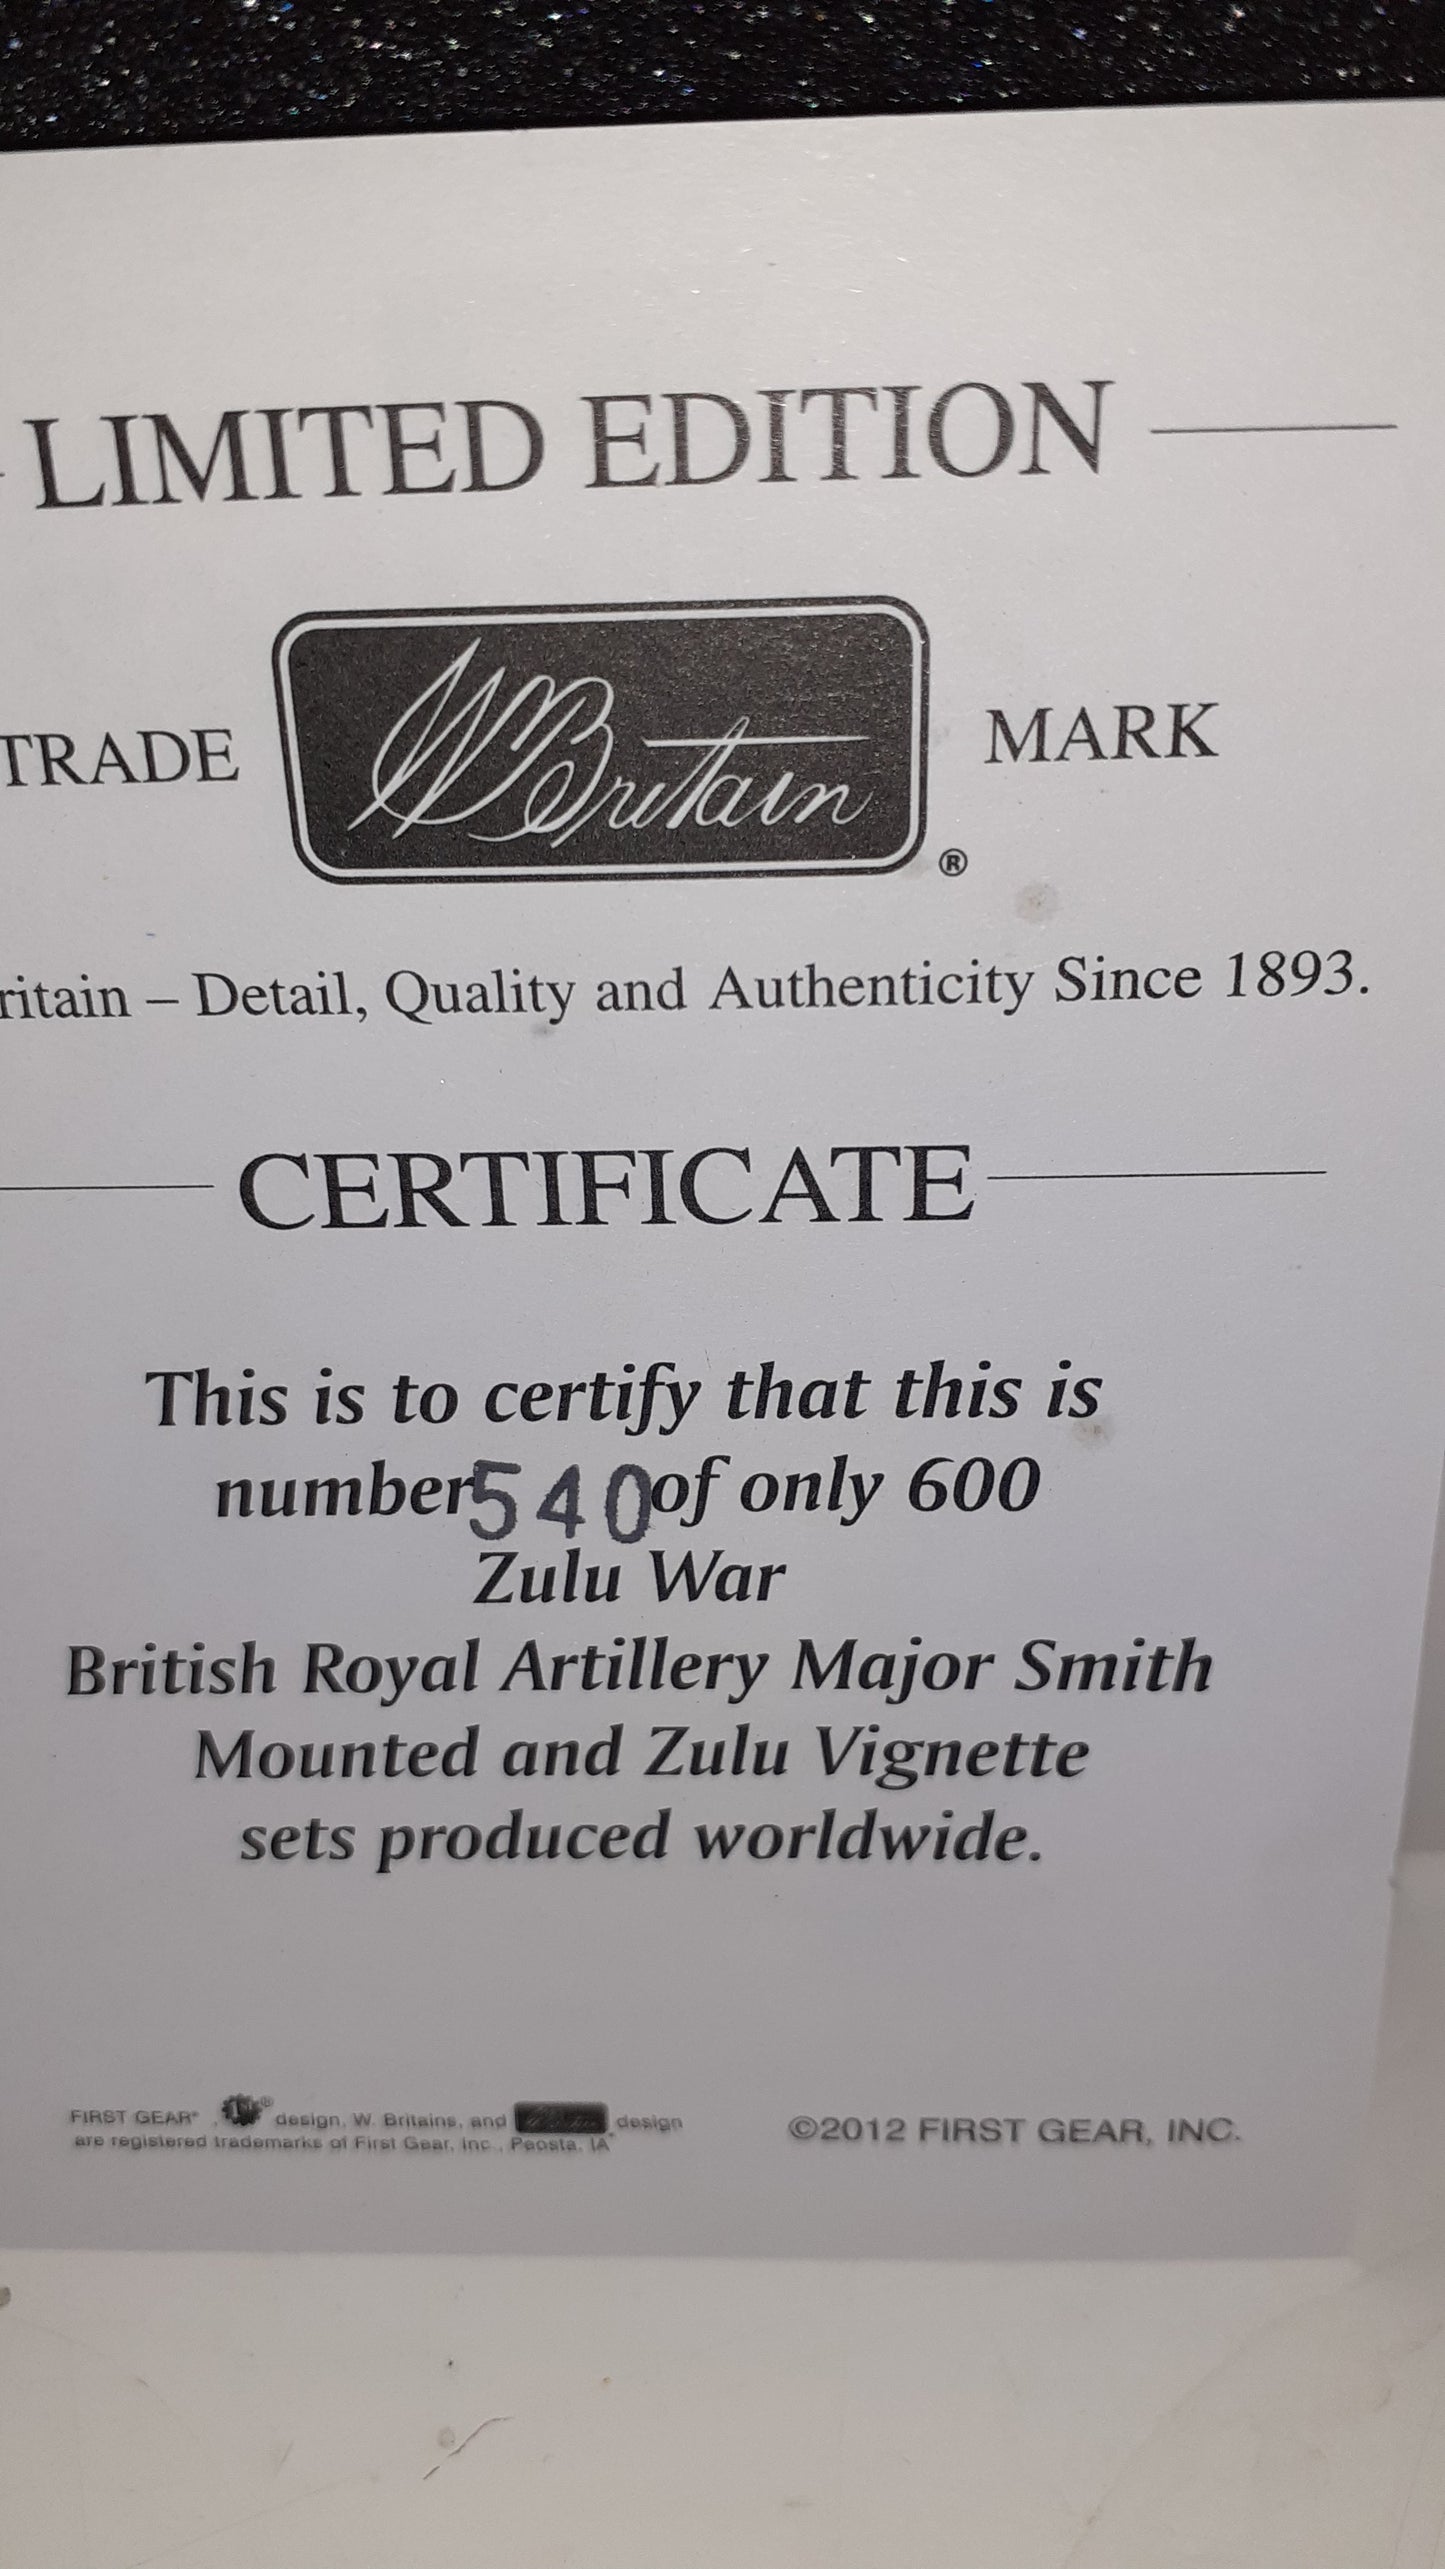 LIMITED EDITION
TRADE
W Britain
®
MARK
ritain – Detail, Quality and Authenticity Since 1893.
CERTIFICATE
This is to certify that this is
number 540 of only 600
Zulu War
British Royal Artillery Major Smith
Mounted and Zulu Vignette
sets produced worldwide.
FIRST GEAR® , ® design, W. Britains, and design
are registered trademarks of First Gear, Inc., Peosta, IA
©2012 FIRST GEAR, INC.